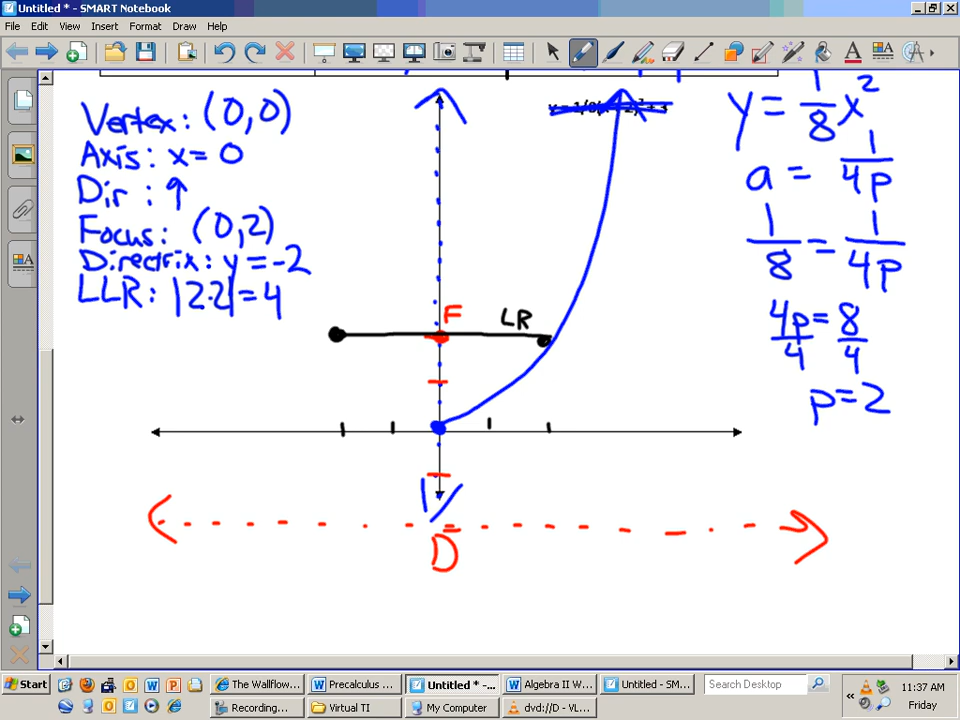 Untitled * - SMART Notebook
File Edit View Insert Format Draw Help
Vertex: (0,0)
Axis: x = 0
Dir: ↑
Focus: (0,2)
Directrix: y = -2
LLR: |2·2| = 4
F
LR
D
y = 1/8 x²
a = 1/4p
1/8 = 1/4p
4p/4 = 8/4
p = 2
Start
The Wallflow...
Precalculus ...
Untitled * -...
Algebra II W...
Untitled - SM...
Search Desktop
Recording...
Virtual TI
My Computer
dvd://D - VL...
11:37 AM
Friday